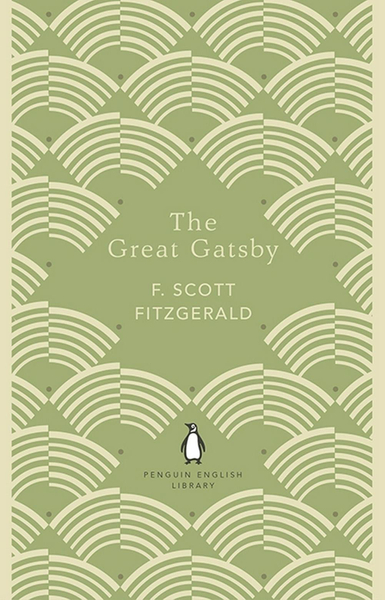 The
Great Gatsby
F. SCOTT
FITZGERALD
PENGUIN ENGLISH
LIBRARY